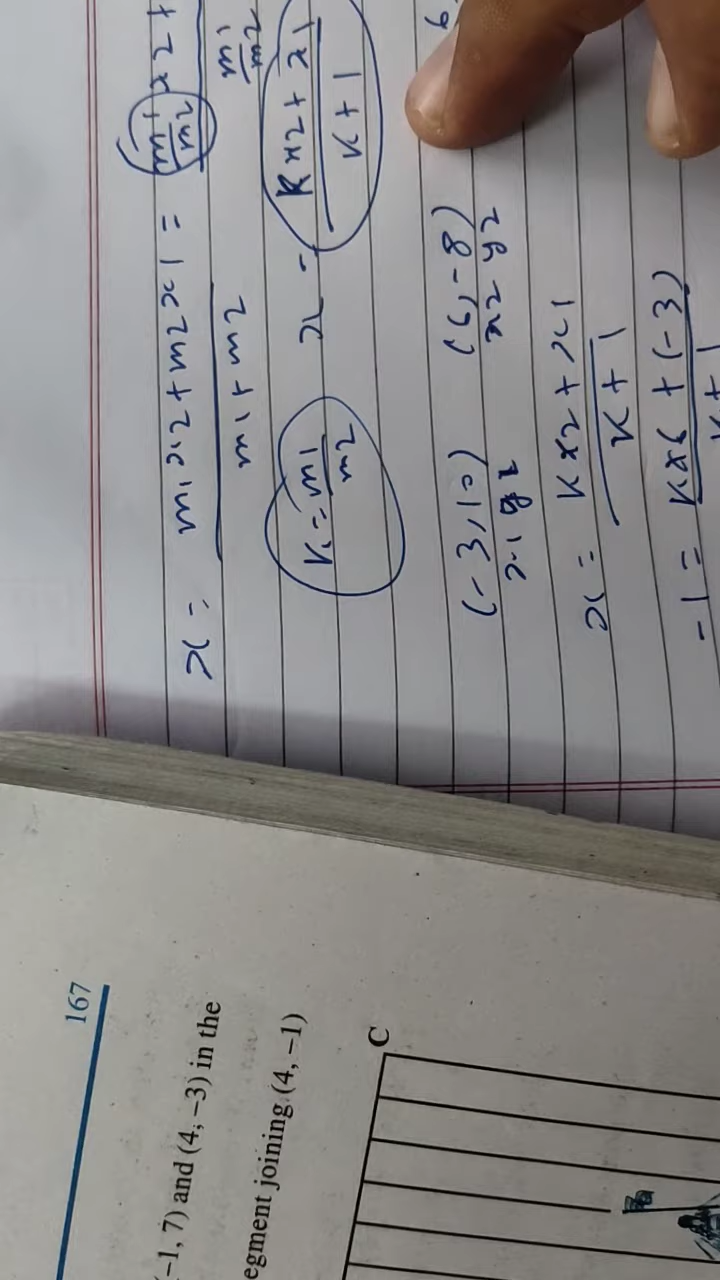 x = m1x2+m2x1 = m1/m2 x2+
m1+m2 m1/m2
K = m1/m2 x = Kx2+x1
K+1
(-3,10) (6,-8)
x1 y1 x2 y2
x = Kx2+x1
K+1
-1 = K×6+(-3)
K+1
167
(−1, 7) and (4, −3) in the
egment joining (4, −1)
C